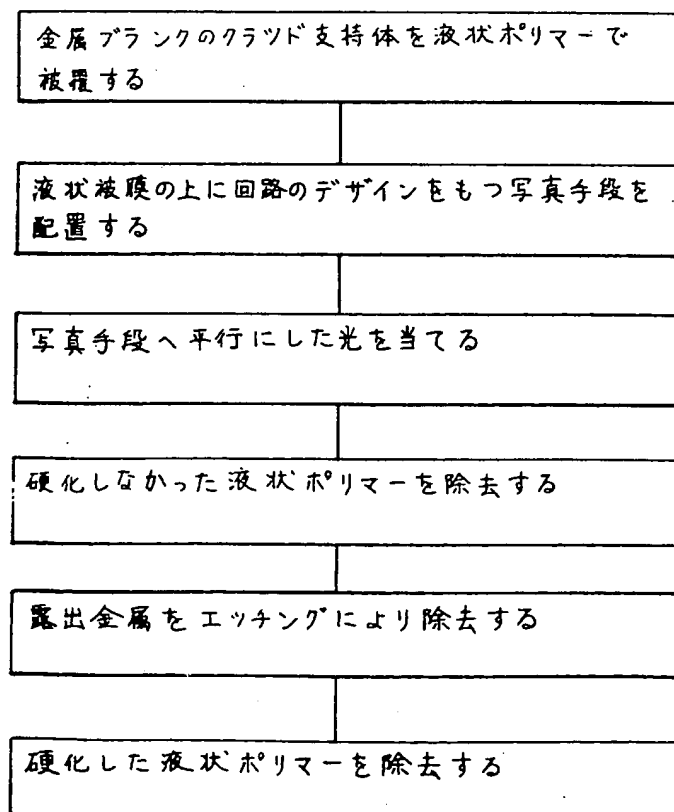 金属ブランクのクラツド支持体を液状ポリマーで
被覆する
液状被膜の上に回路のデザインをもつ写真手段を
配置する
写真手段へ平行にした光を当てる
硬化しなかった液状ポリマーを除去する
露出金属をエッチングにより除去する
硬化した液状ポリマーを除去する